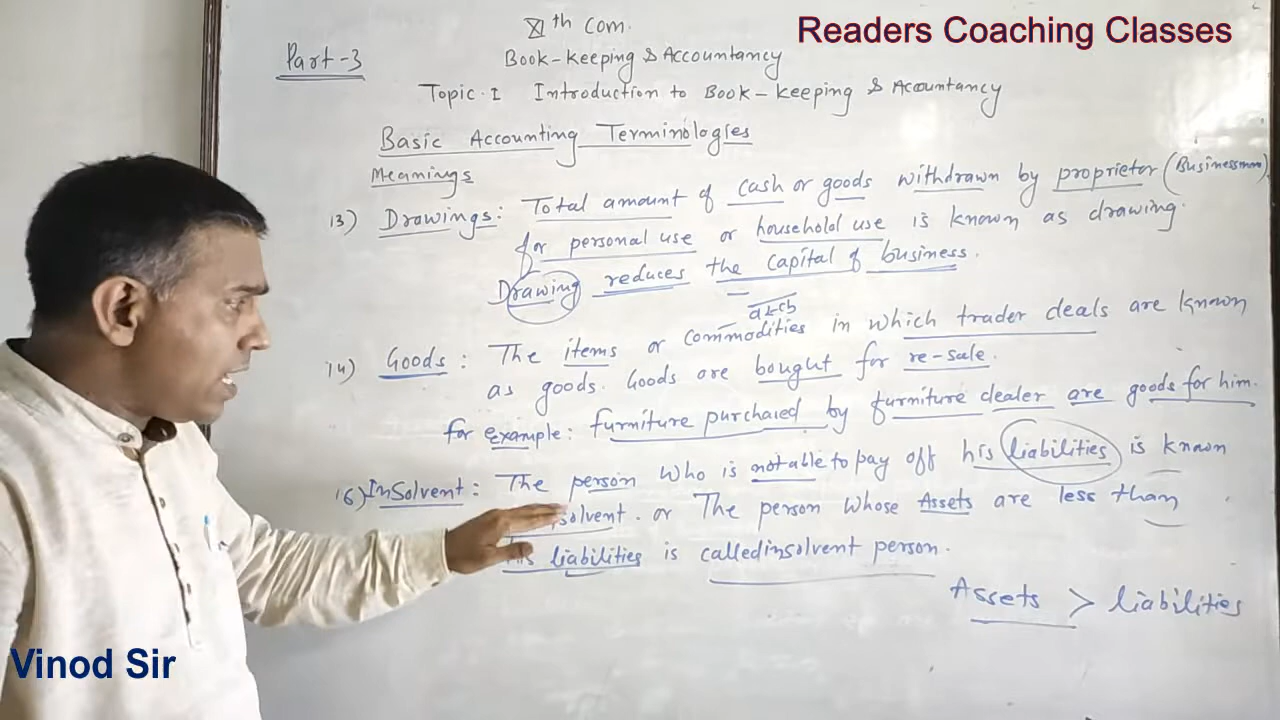 Readers Coaching Classes
XIth Com.
Part-3
Book-Keeping & Accountancy
Topic.1 Introduction to Book-Keeping & Accountancy
Basic Accounting Terminologies
Meanings
13) Drawings: Total amount of cash or goods withdrawn by proprietor (Businessman)
for personal use or household use is known as drawing.
Drawing reduces the capital of business.
14) Goods: The items or commodities in which trader deals are known
as goods. Goods are bought for re-sale.
for example: furniture purchased by furniture dealer are goods for him.
16) InSolvent: The person who is notable to pay off his liabilities is known
solvent. or The person whose Assets are less than
his liabilities is called insolvent person.
Assets > liabilities
Vinod Sir